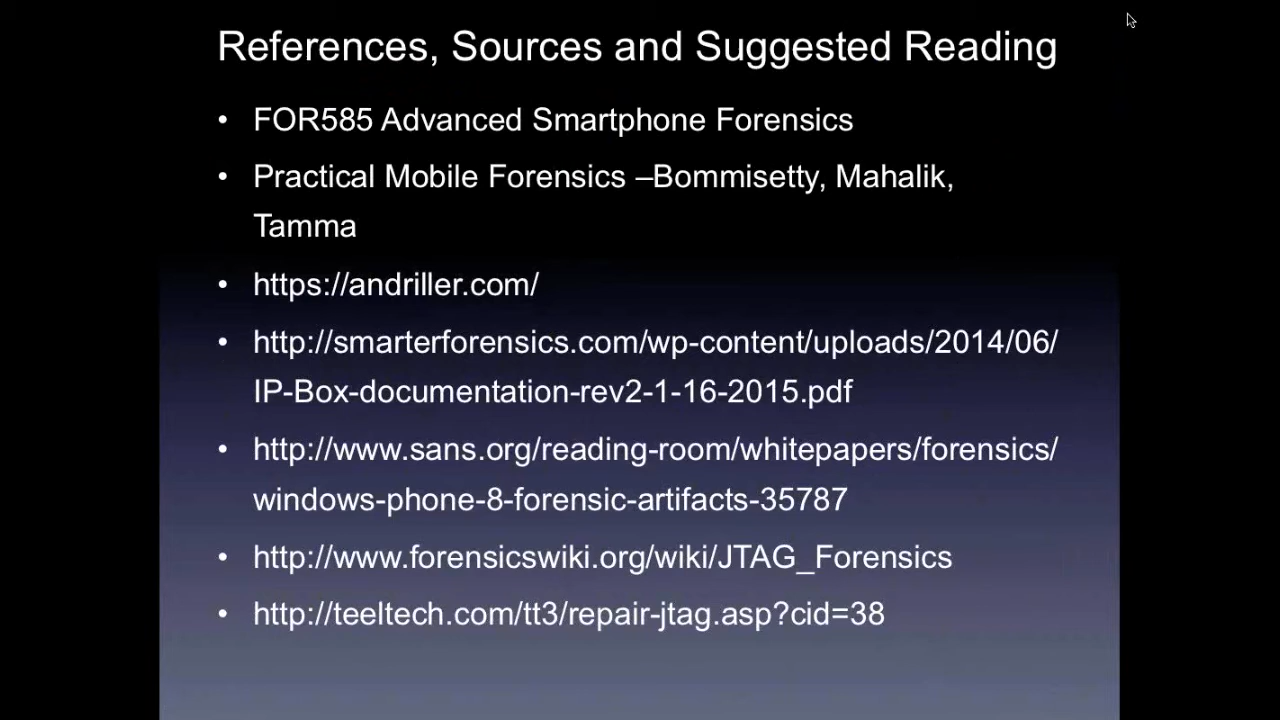 References, Sources and Suggested Reading
• FOR585 Advanced Smartphone Forensics
• Practical Mobile Forensics –Bommisetty, Mahalik,
Tamma
• https://andriller.com/
• http://smarterforensics.com/wp-content/uploads/2014/06/
IP-Box-documentation-rev2-1-16-2015.pdf
• http://www.sans.org/reading-room/whitepapers/forensics/
windows-phone-8-forensic-artifacts-35787
• http://www.forensicswiki.org/wiki/JTAG_Forensics
• http://teeltech.com/tt3/repair-jtag.asp?cid=38